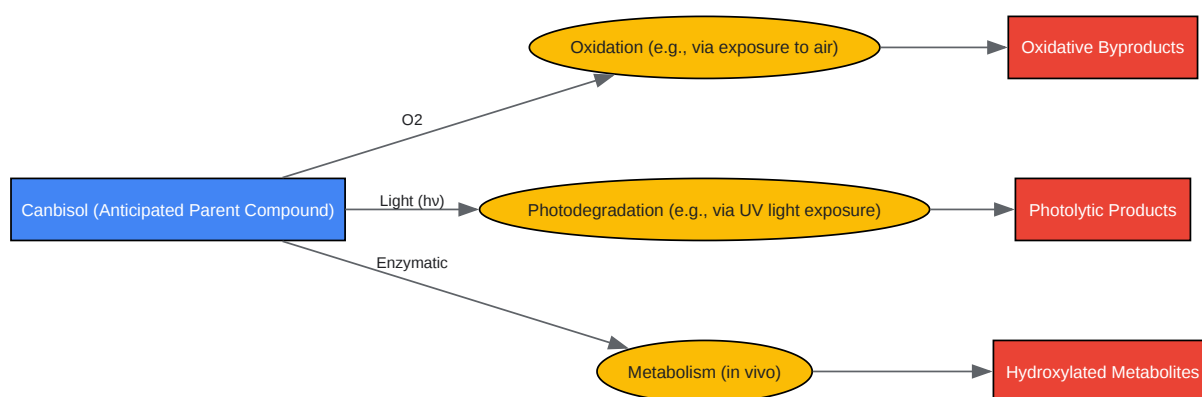 Oxidation (e.g., via exposure to air)
Oxidative Byproducts
O2
Canbisol (Anticipated Parent Compound)
Light (hν)
Photodegradation (e.g., via UV light exposure)
Photolytic Products
Enzymatic
Metabolism (in vivo)
Hydroxylated Metabolites